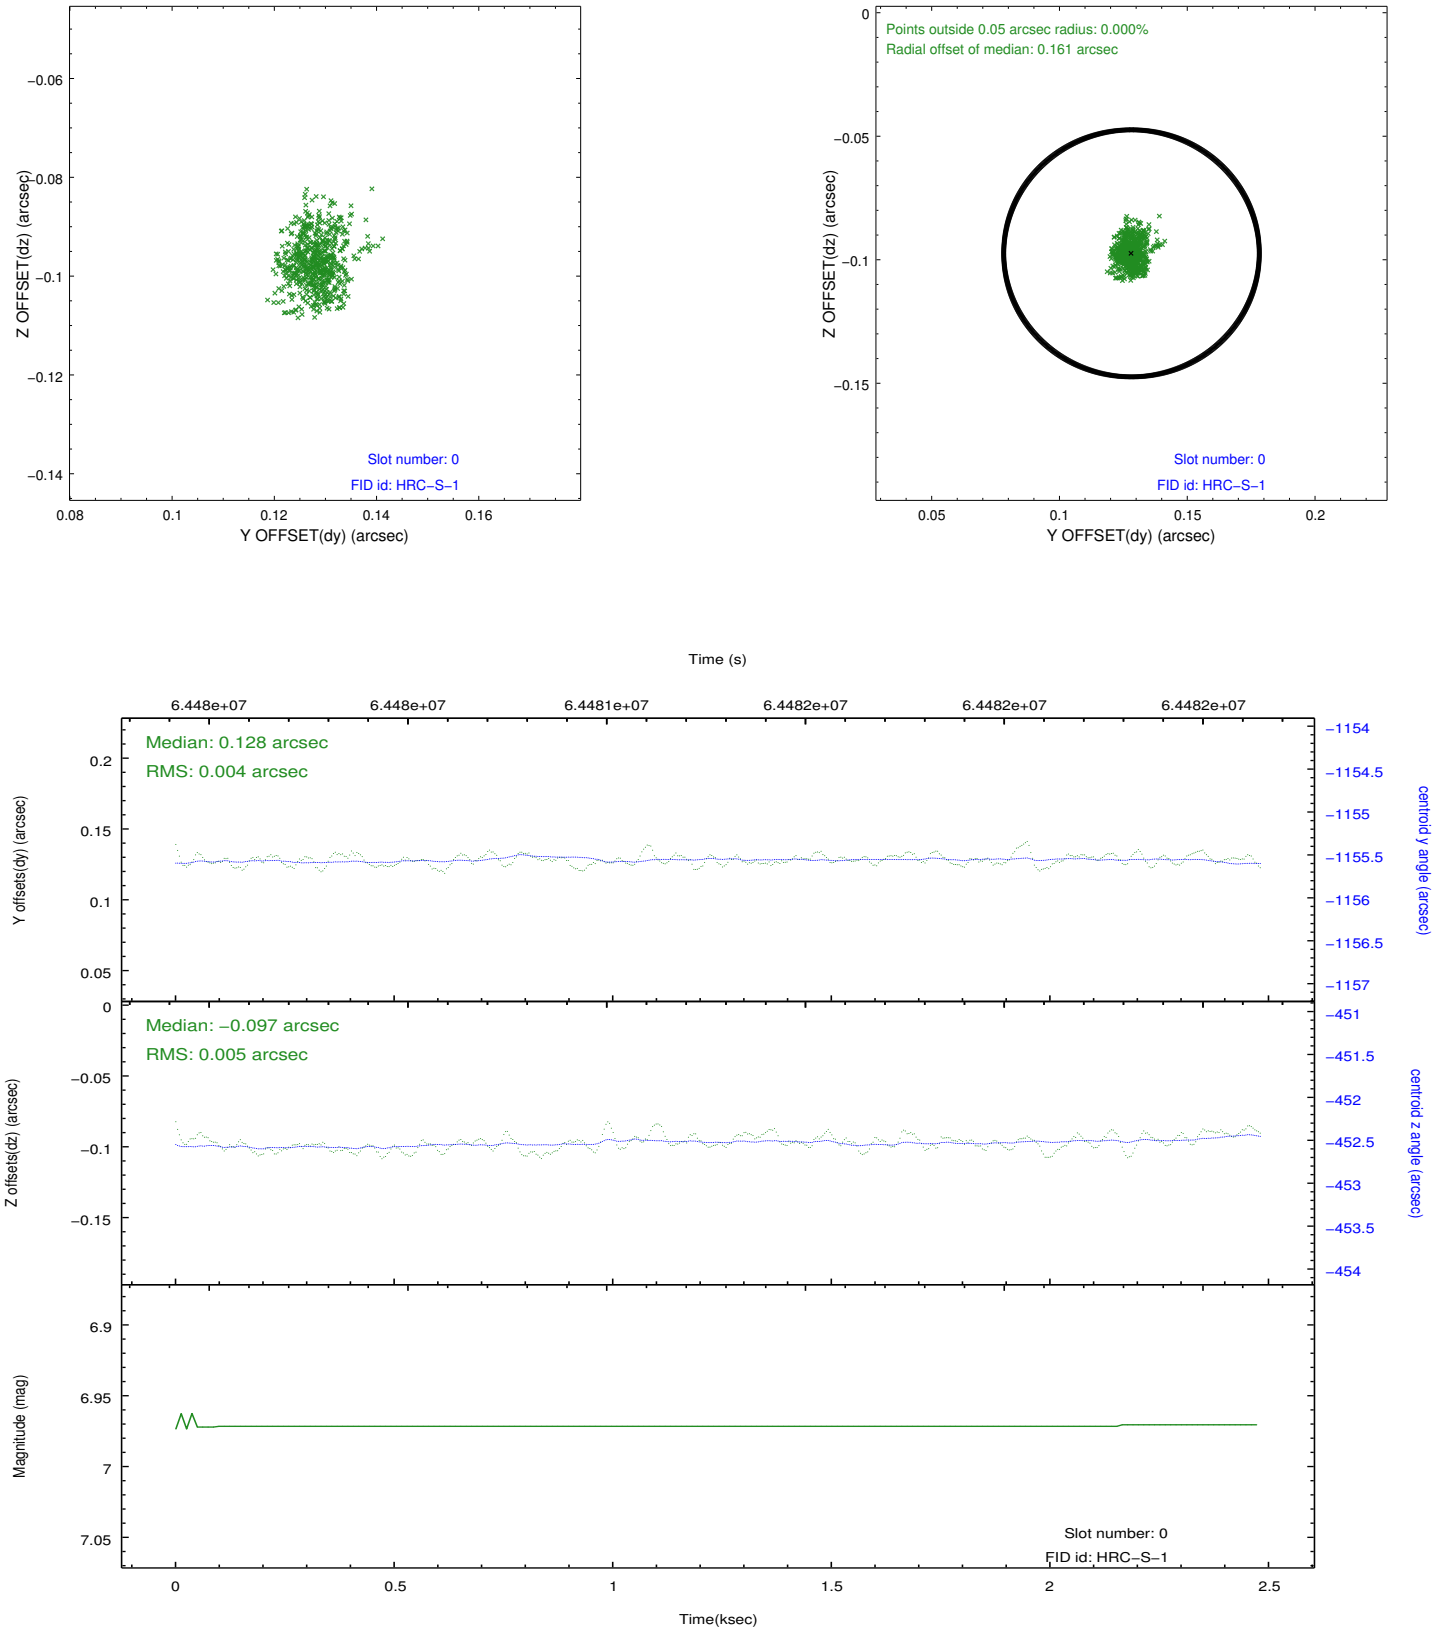 −0.06
−0.08
−0.1
−0.12
−0.14
Z OFFSET(dz) (arcsec)
Slot number: 0
FID id: HRC−S−1
0.08 0.1 0.12 0.14 0.16
Y OFFSET(dy) (arcsec)
Points outside 0.05 arcsec radius: 0.000%
Radial offset of median: 0.161 arcsec
0
−0.05
−0.1
−0.15
Z OFFSET(dz) (arcsec)
Slot number: 0
FID id: HRC−S−1
0.05 0.1 0.15 0.2
Y OFFSET(dy) (arcsec)
Time (s)
6.448e+07 6.448e+07 6.4481e+07 6.4482e+07 6.4482e+07 6.4482e+07
Median: 0.128 arcsec
RMS: 0.004 arcsec
0.2
0.15
0.1
0.05
Y offsets(dy) (arcsec)
−1154
−1154.5
−1155
−1155.5
−1156
−1156.5
−1157
centroid y angle (arcsec)
Median: −0.097 arcsec
RMS: 0.005 arcsec
0
−0.05
−0.1
−0.15
Z offsets(dz) (arcsec)
−451
−451.5
−452
−452.5
−453
−453.5
−454
centroid z angle (arcsec)
6.9
6.95
7
7.05
Magnitude (mag)
Slot number: 0
FID id: HRC−S−1
0 0.5 1 1.5 2 2.5
Time(ksec)